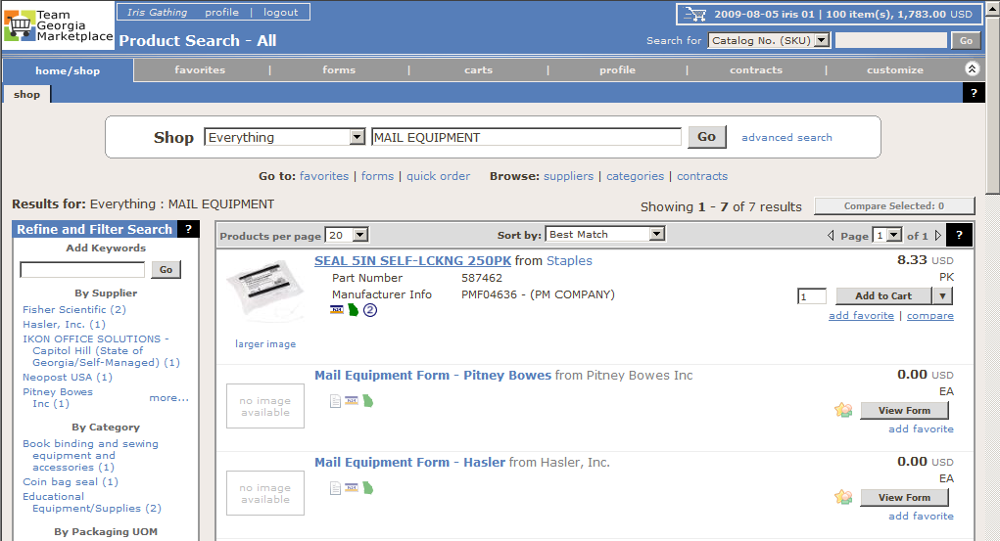 Team
Georgia
Marketplace
Iris Gathing profile | logout
2009-08-05 iris 01 | 100 item(s), 1,783.00 USD
Product Search - All
Search for Catalog No. (SKU) Go
home/shop favorites | forms | carts | profile | contracts | customize
shop ?
Shop Everything MAIL EQUIPMENT Go advanced search
Go to: favorites | forms | quick order Browse: suppliers | categories | contracts
Results for: Everything : MAIL EQUIPMENT
Showing 1 - 7 of 7 results Compare Selected: 0
Refine and Filter Search ?
Add Keywords
Go
By Supplier
Fisher Scientific (2)
Hasler, Inc. (1)
IKON OFFICE SOLUTIONS -
Capitol Hill (State of
Georgia/Self-Managed) (1)
Neopost USA (1)
Pitney Bowes
Inc (1) more...
By Category
Book binding and sewing
equipment and
accessories (1)
Coin bag seal (1)
Educational
Equipment/Supplies (2)
By Packaging UOM
Products per page 20 Sort by: Best Match Page 1 of 1 ?
SEAL 5IN SELF-LCKNG 250PK from Staples 8.33 USD
Part Number 587462 PK
Manufacturer Info PMF04636 - (PM COMPANY) 1 Add to Cart
2
add favorite | compare
larger image
Mail Equipment Form - Pitney Bowes from Pitney Bowes Inc 0.00 USD
EA
no image
available
View Form
add favorite
Mail Equipment Form - Hasler from Hasler, Inc. 0.00 USD
EA
no image
available
View Form
add favorite